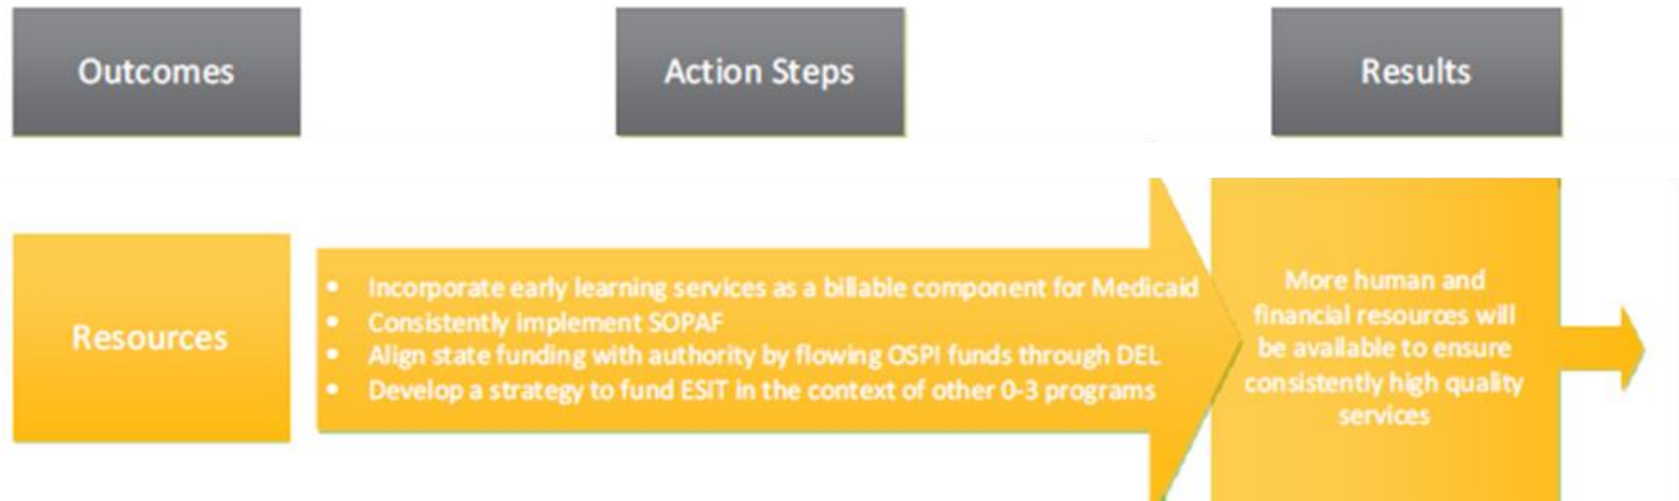 Outcomes
Action Steps
Results
Resources
• Incorporate early learning services as a billable component for Medicaid
• Consistently implement SOPAF
• Align state funding with authority by flowing OSPI funds through DEL
• Develop a strategy to fund ESIT in the context of other 0-3 programs
More human and
financial resources will
be available to ensure
consistently high quality
services